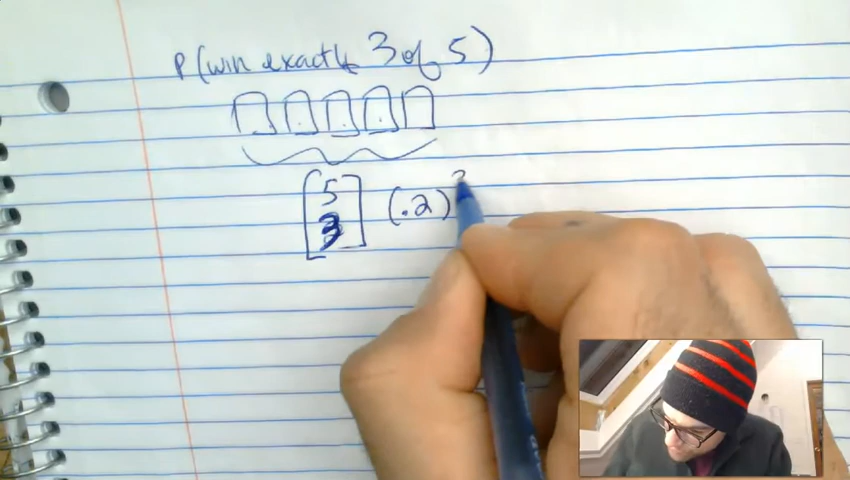 P(win exactly 3 of 5)
[5
3] (.2)